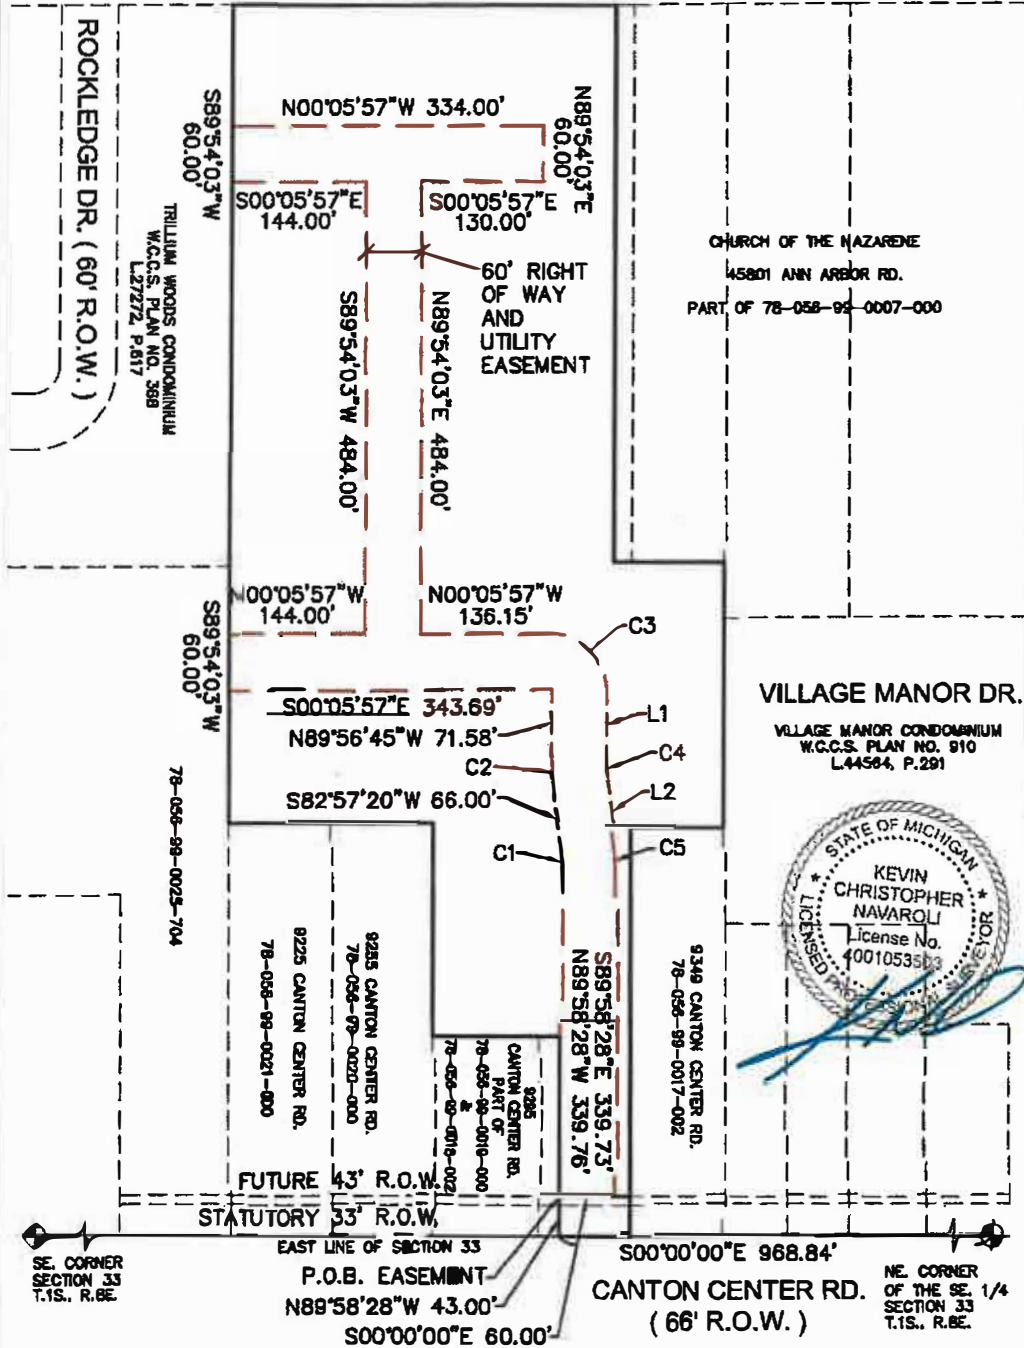 ROCKLEDGE DR. ( 60' R.O.W. )
S89°54'03"W
60.00'
N00°05'57"W 334.00'
N89°54'03"E
60.00'
S00°05'57"E
144.00'
S00°05'57"E
130.00'
TRILLIUM WOODS CONDOMINIUM
W.C.C.S. PLAN NO. 368
L.27272, P.617
60' RIGHT
OF WAY
AND
UTILITY
EASEMENT
CHURCH OF THE NAZARENE
45801 ANN ARBOR RD.
PART OF 78-056-99-0007-000
S89°54'03"W 484.00'
N89°54'03"E 484.00'
N00°05'57"W
144.00'
N00°05'57"W
136.15'
C3
S89°54'03"W
60.00'
S00°05'57"E 343.69'
N89°56'45"W 71.58'
L1
C2
C4
S82°57'20"W 66.00'
L2
C1
C5
VILLAGE MANOR DR.
VILLAGE MANOR CONDOMINIUM
W.C.C.S. PLAN NO. 910
L.44564, P.291
STATE OF MICHIGAN
KEVIN
CHRISTOPHER
NAVAROLI
License No.
LICENSED PROFESSIONAL SURVEYOR
78-056-99-0025-704
9225 CANTON CENTER RD.
78-056-99-0021-000
9255 CANTON CENTER RD.
78-056-99-0020-000
9285
CANTON CENTER RD.
PART OF
78-056-99-0019-000
&
78-056-99-0018-002
S89°58'28"E 339.73'
N89°58'28"W 339.76'
9349 CANTON CENTER RD.
78-056-99-0017-002
FUTURE 43' R.O.W.
STATUTORY 33' R.O.W.
EAST LINE OF SECTION 33
SE. CORNER
SECTION 33
T.1S., R.8E.
P.O.B. EASEMENT
N89°58'28"W 43.00'
S00°00'00"E 60.00'
S00°00'00"E 968.84'
CANTON CENTER RD.
( 66' R.O.W. )
NE. CORNER
OF THE SE. 1/4
SECTION 33
T.1S., R.8E.